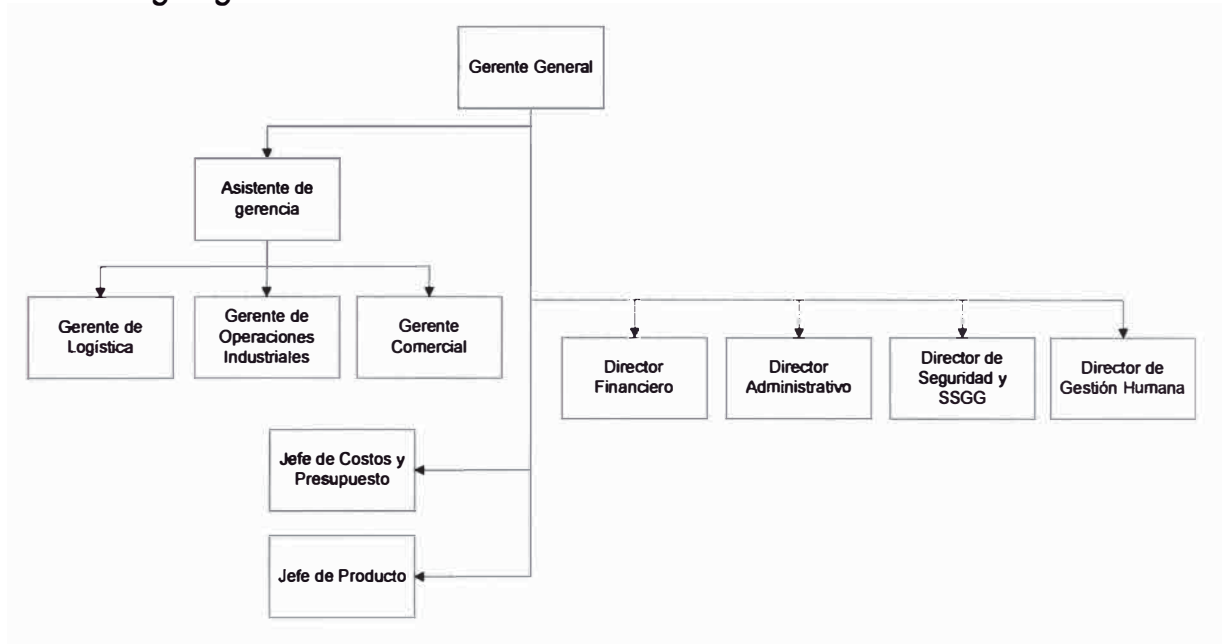 Gerente General
Asistente de
gerencia
Gerente de
Logística
Gerente de
Operaciones
Industriales
Gerente
Comercial
Director
Financiero
Director
Administrativo
Director de
Seguridad y
SSGG
Director de
Gestión Humana
Jefe de Costos y
Presupuesto
Jefe de Producto